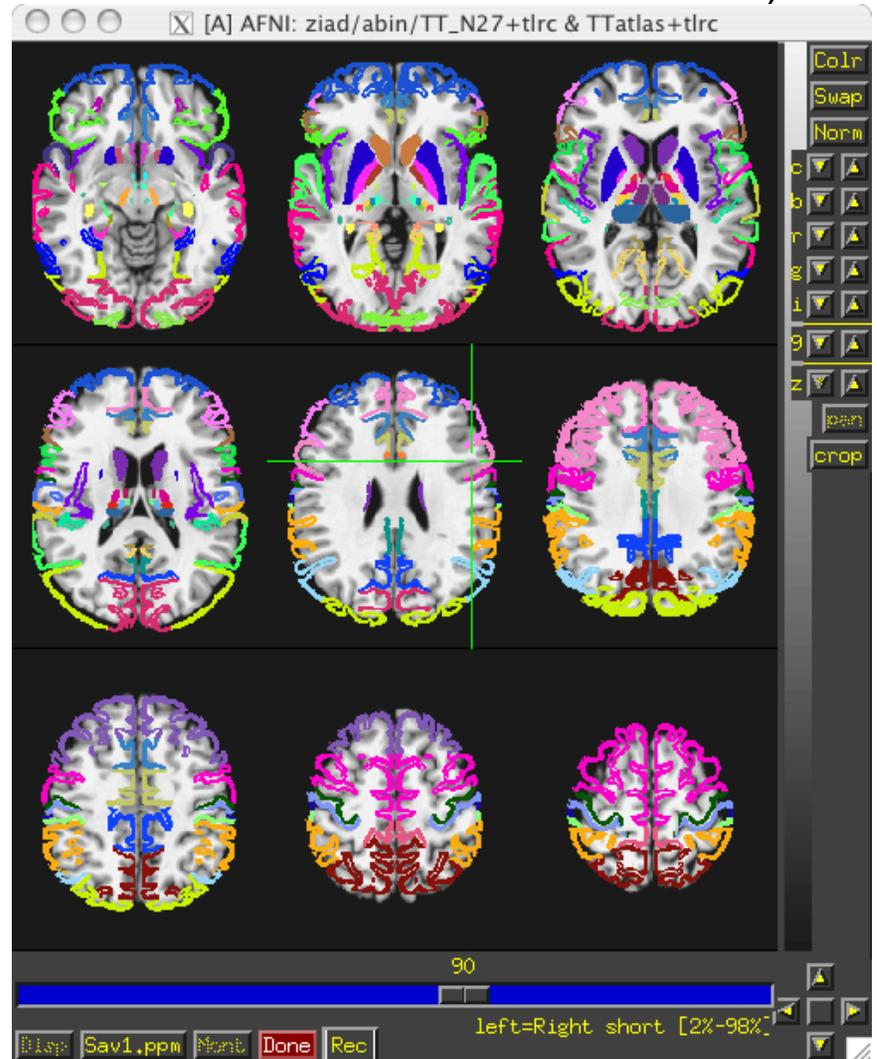 X [A] AFNI: ziad/abin/TT_N27+tlrc & TTatlas+tlrc
Colr
Swap
Norm
c
b
r
g
i
9
z
pan
crop
90
left=Right short [2%-98%]
Disp Sav1.ppm Mont Done Rec